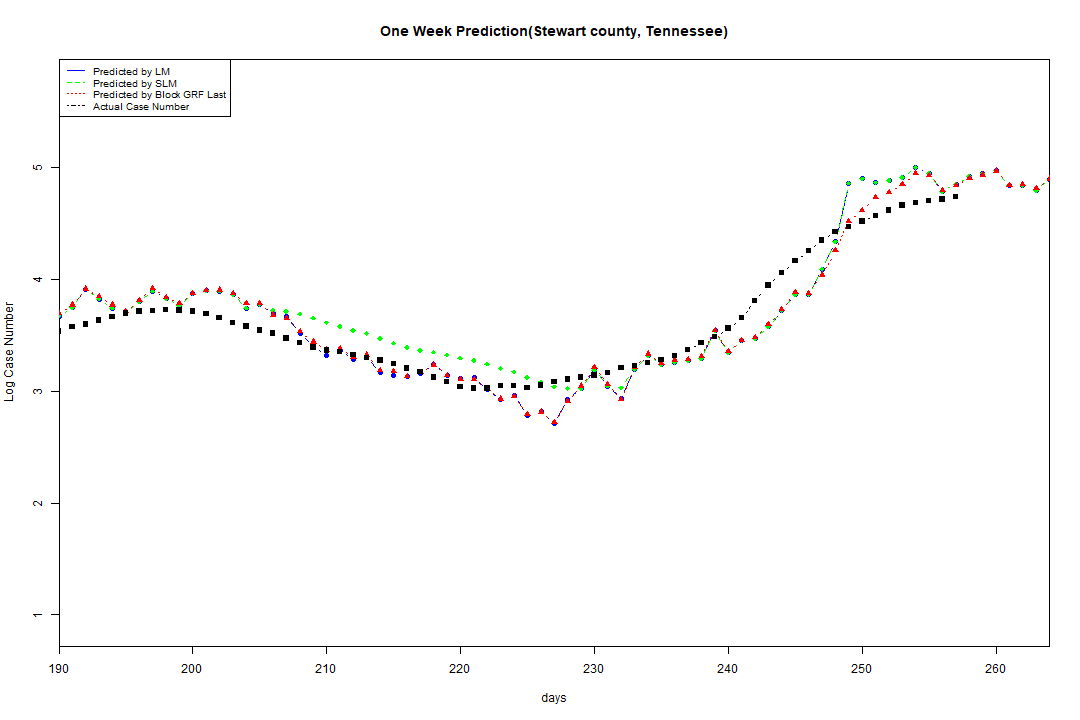 One Week Prediction(Stewart county, Tennessee)
Predicted by LM
Predicted by SLM
Predicted by Block GRF Last
Actual Case Number
5
4
3
2
1
Log Case Number
190 200 210 220 230 240 250 260
days